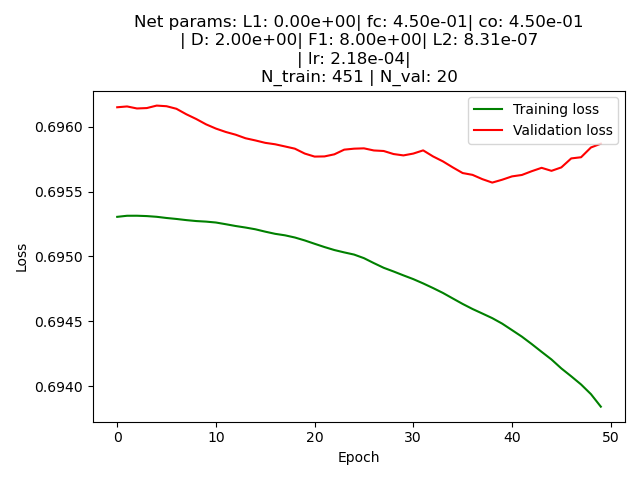 Net params: L1: 0.00e+00| fc: 4.50e-01| co: 4.50e-01
| D: 2.00e+00| F1: 8.00e+00| L2: 8.31e-07
| lr: 2.18e-04|
N_train: 451 | N_val: 20
Training loss
Validation loss
0.6960
0.6955
0.6950
0.6945
0.6940
Loss
0 10 20 30 40 50
Epoch